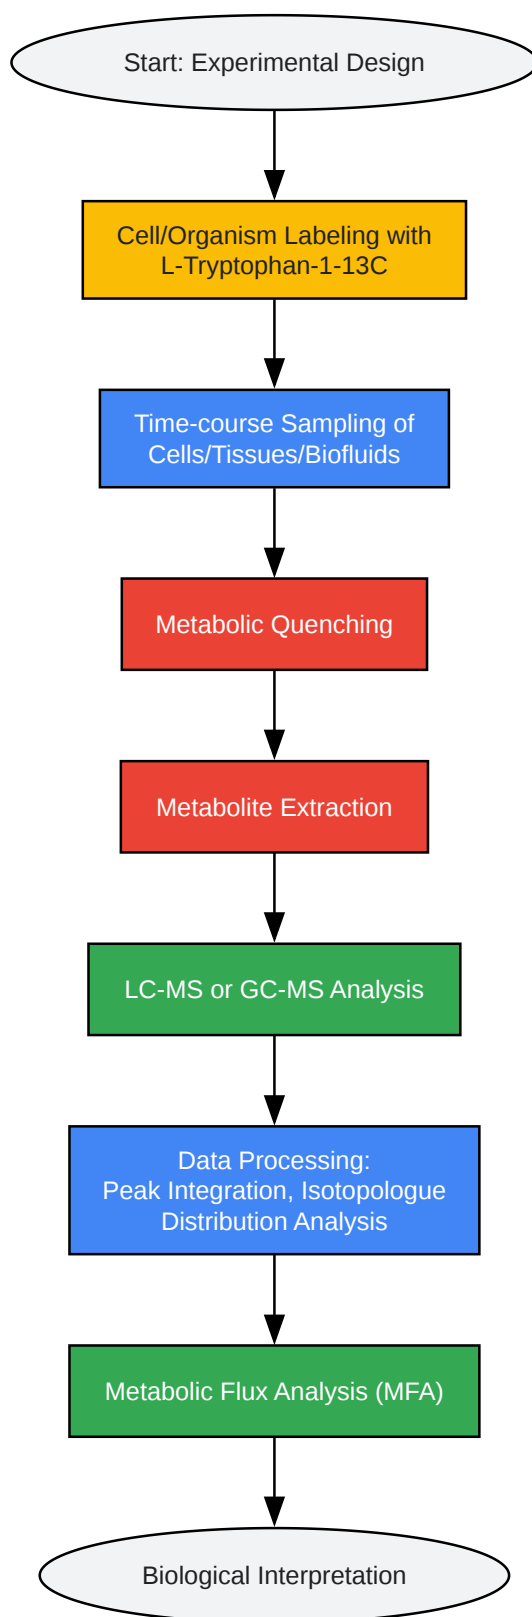 Start: Experimental Design
Cell/Organism Labeling with
L-Tryptophan-1-13C
Time-course Sampling of
Cells/Tissues/Biofluids
Metabolic Quenching
Metabolite Extraction
LC-MS or GC-MS Analysis
Data Processing:
Peak Integration, Isotopologue
Distribution Analysis
Metabolic Flux Analysis (MFA)
Biological Interpretation